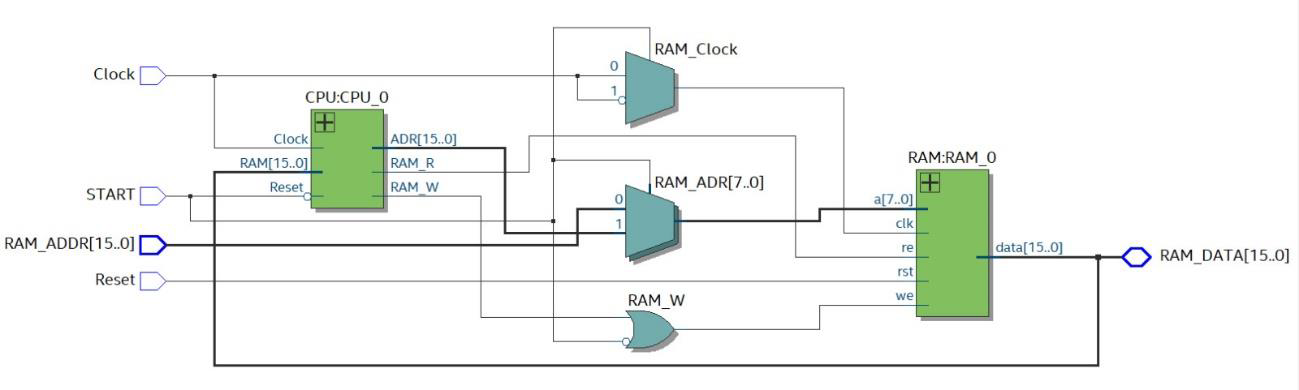 RAM_Clock
Clock
0
1
CPU:CPU_0
Clock
RAM[15..0]
Reset
ADR[15..0]
RAM_R
RAM_W
START
RAM_ADDR[15..0]
Reset
RAM_ADR[7..0]
0
1
RAM_W
RAM:RAM_0
a[7..0]
clk
re
rst
we
data[15..0]
RAM_DATA[15..0]